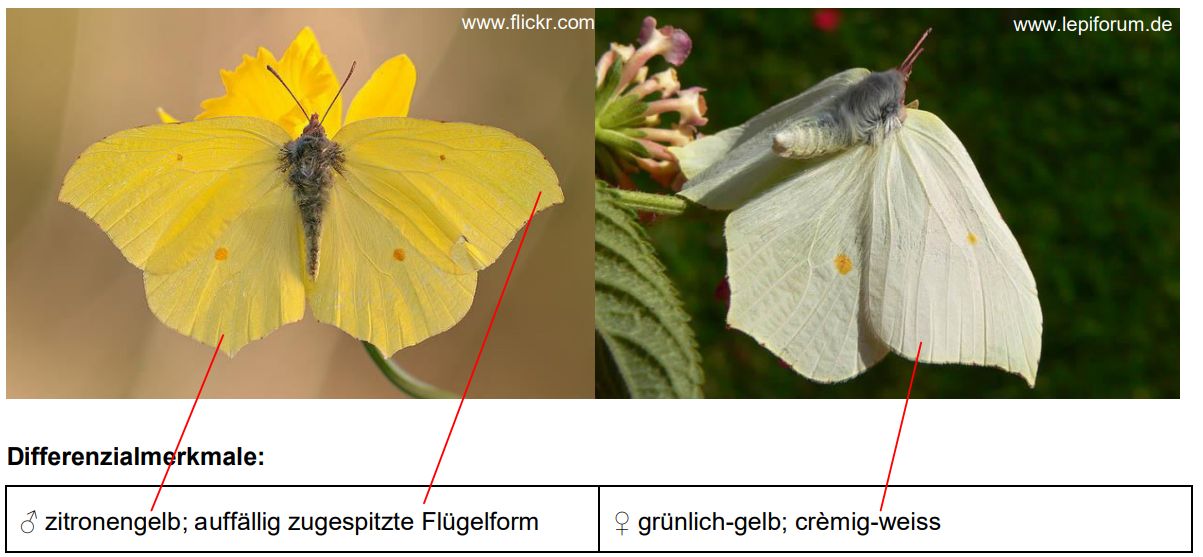 www.flickr.com
www.lepiforum.de
Differenzialmerkmale:
♂ zitronengelb; auffällig zugespitzte Flügelform
♀ grünlich-gelb; crèmig-weiss